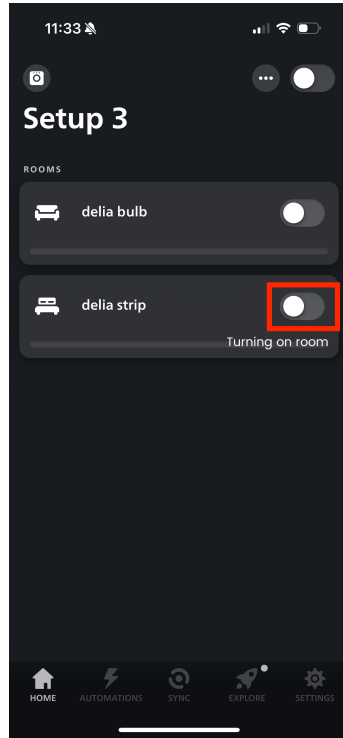 11:33
Setup 3
ROOMS
delia bulb
delia strip
Turning on room
HOME AUTOMATIONS SYNC EXPLORE SETTINGS